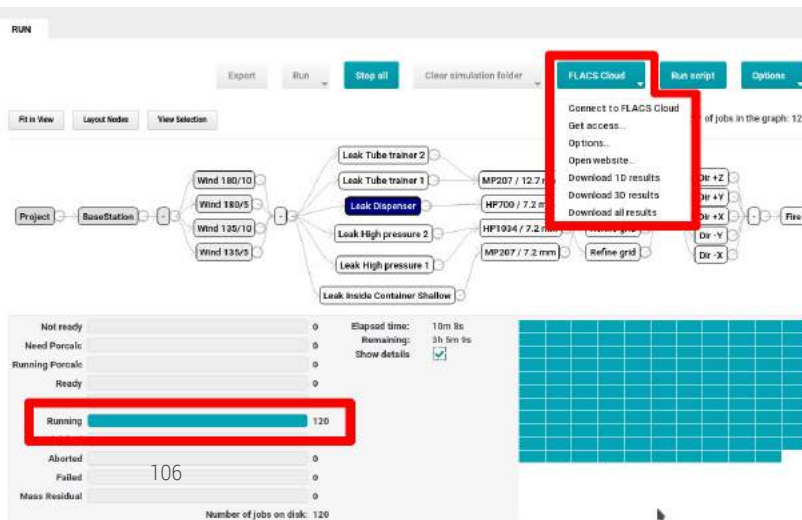 RUN
Export Run Stop all Clear simulation folder FLACS Cloud Run script Options
Fit in View Layout Nodes View Selection
Connect to FLACS Cloud
Get access...
Options...
Open website...
Download 1D results
Download 3D results
Download all results
of jobs in the graph: 12
Project
BaseStation
-
Wind 180/10
Wind 180/5
Wind 135/10
Wind 135/5
-
Leak Tube trainer 2
Leak Tube trainer 1
Leak Dispenser
Leak High pressure 2
Leak High pressure 1
Leak Inside Container Shallow
MP207 / 12.7
HP700 / 7.2 m
HP1034 / 7.2 mm
MP207 / 7.2 mm
Refine grid
Refine grid
Dir +Z
Dir +Y
Dir +X
Dir -Y
Dir -X
-
Fire
Not ready 0
Need Porcalc 0
Running Porcalc 0
Ready 0
Running 120
Aborted 0
Failed 0
Mass Residual 0
106
Number of jobs on disk: 120
Elapsed time: 10m 8s
Remaining: 3h 5m 9s
Show details